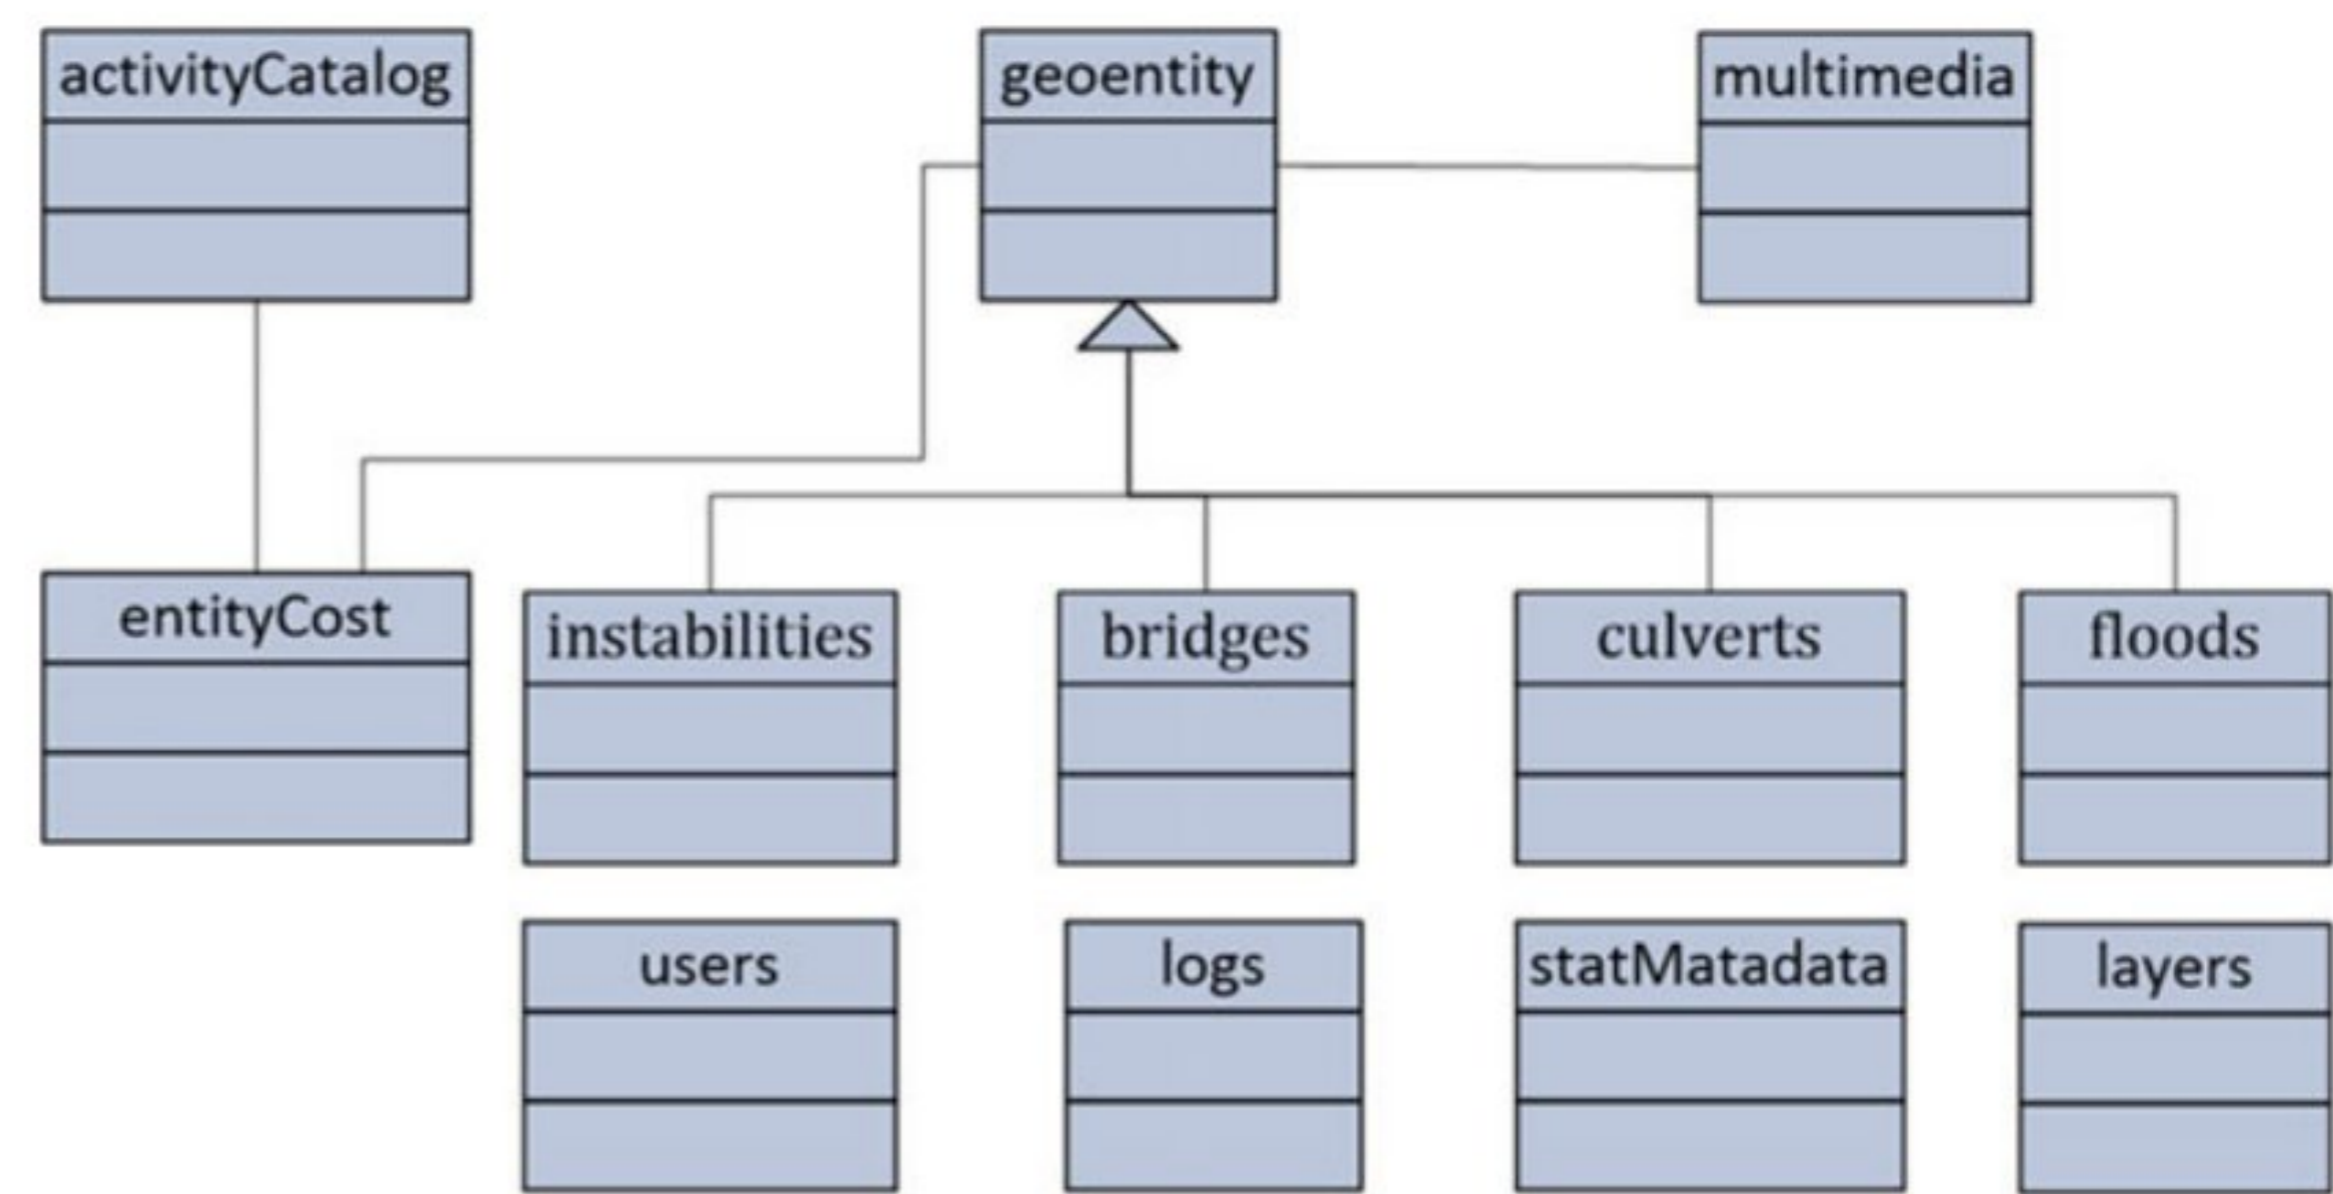 activityCatalog
geoentity
multimedia
entityCost
instabilities
bridges
culverts
floods
users
logs
statMatadata
layers